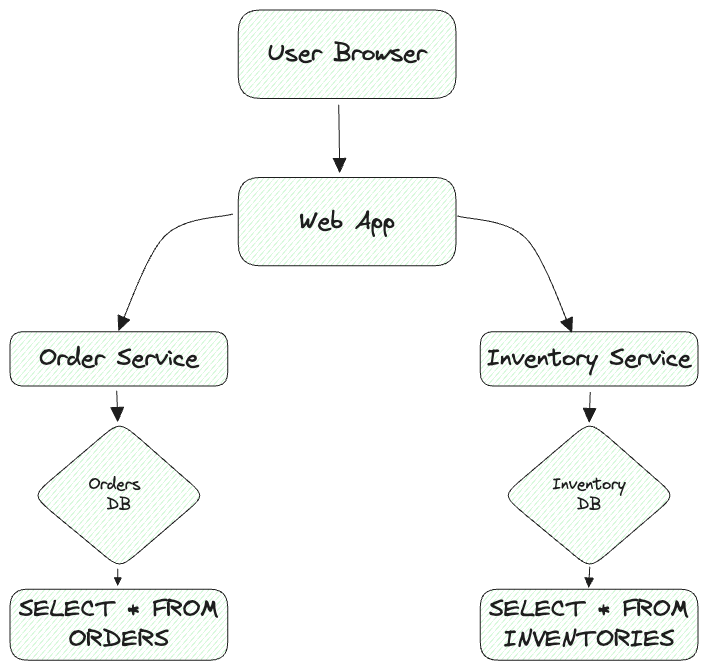 User Browser
Web App
Order Service
Inventory Service
Orders
DB
Inventory
DB
SELECT * FROM
ORDERS
SELECT * FROM
INVENTORIES